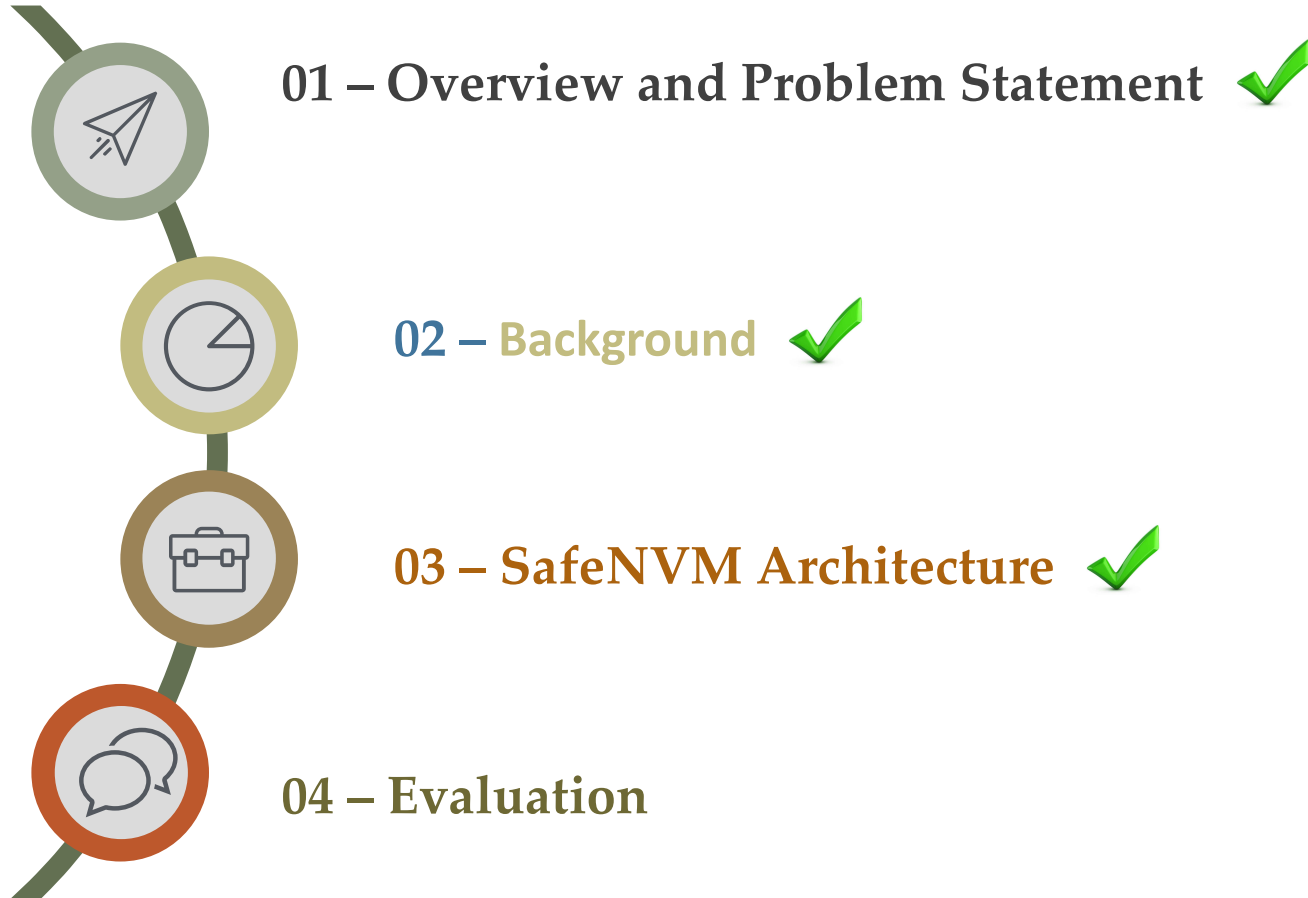 01 – Overview and Problem Statement
02 – Background
03 – SafeNVM Architecture
04 – Evaluation